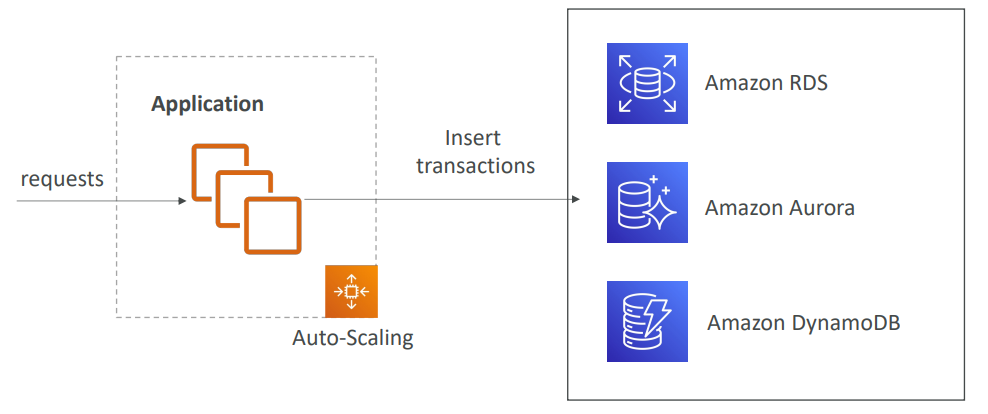 Application
requests
Auto-Scaling
Insert
transactions
Amazon RDS
Amazon Aurora
Amazon DynamoDB